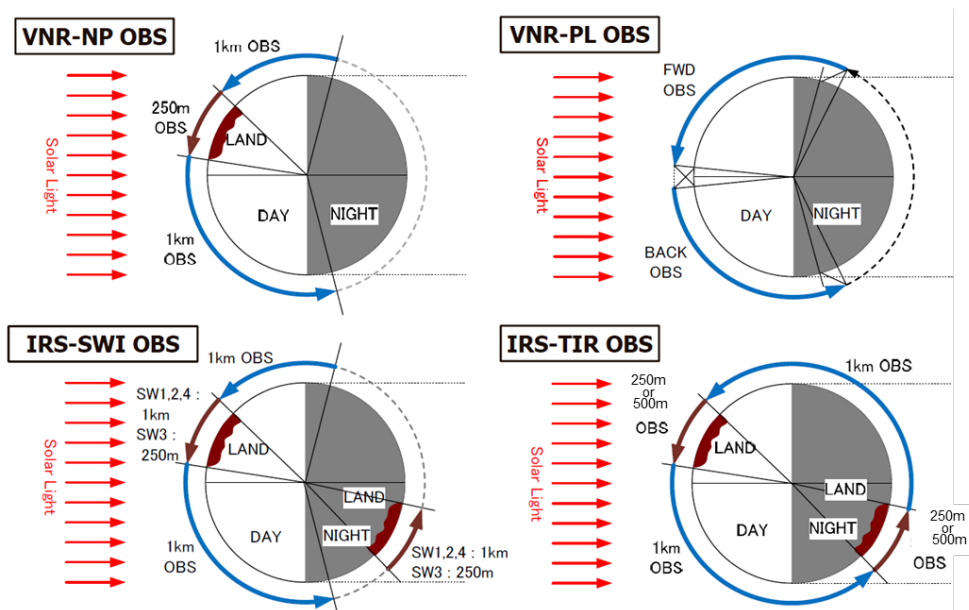 VNR-NP OBS
1km OBS
250m
OBS
LAND
Solar Light
DAY
NIGHT
1km
OBS
VNR-PL OBS
FWD
OBS
Solar Light
DAY
NIGHT
BACK
OBS
IRS-SWI OBS
1km OBS
SW1,2,4 :
1km
SW3 :
250m
LAND
Solar Light
LAND
DAY
NIGHT
1km
OBS
SW1,2,4 : 1km
SW3 : 250m
IRS-TIR OBS
1km OBS
250m
or
500m
OBS
LAND
Solar Light
LAND
DAY
NIGHT
250m
or
500m
OBS
1km
OBS